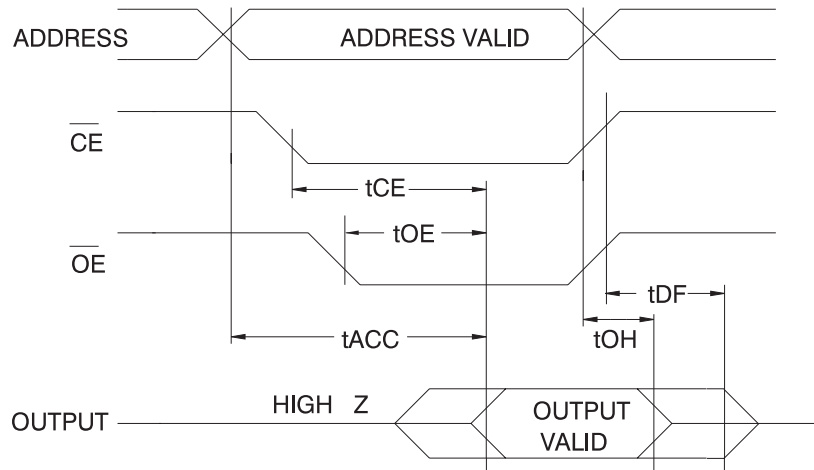 ADDRESS
ADDRESS VALID
CE
tCE
tOE
OE
tDF
tACC
tOH
HIGH Z
OUTPUT
OUTPUT
VALID